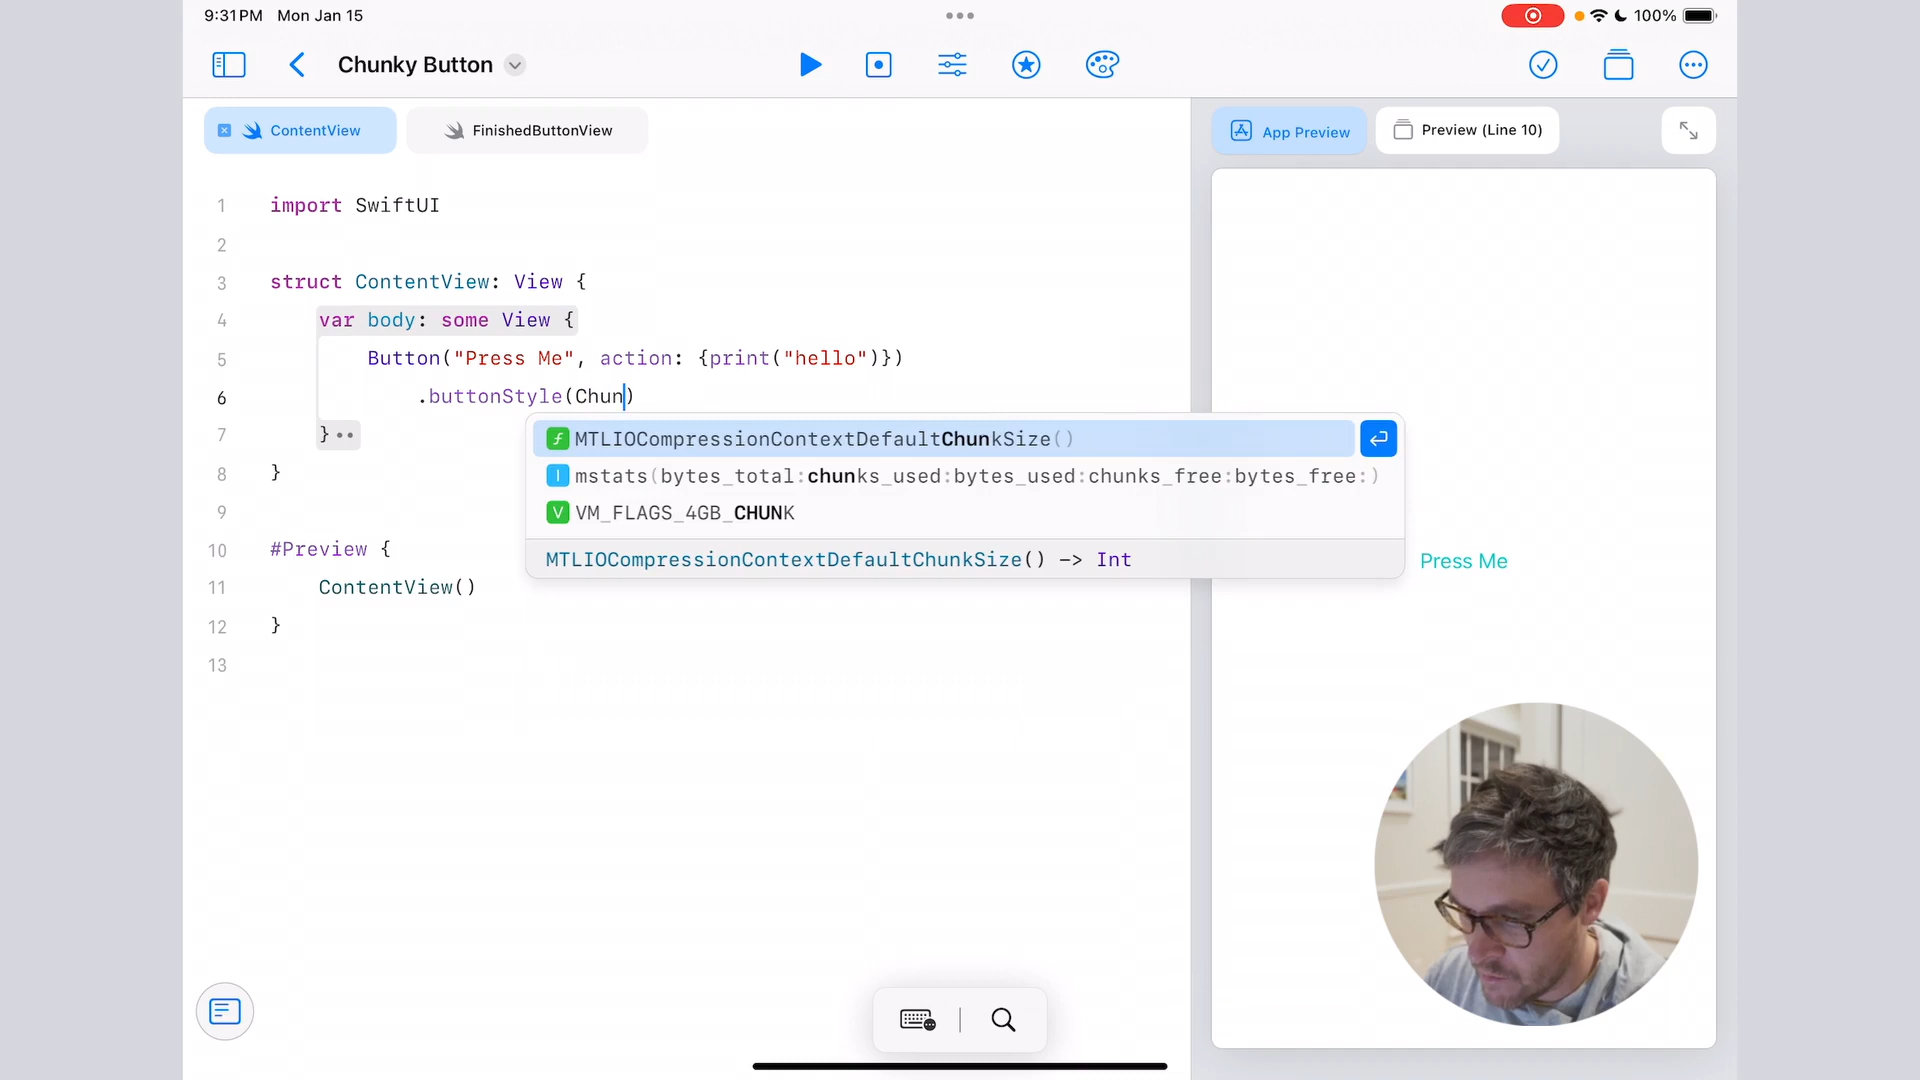 9:31 PM Mon Jan 15
100%
Chunky Button
ContentView
FinishedButtonView
App Preview
Preview (Line 10)
1 import SwiftUI
2
3 struct ContentView: View {
4 var body: some View {
5 Button("Press Me", action: {print("hello")})
6 .buttonStyle(Chun)
7 }
8 }
9
10 #Preview {
11 ContentView()
12 }
13
f MTLIOCompressionContextDefaultChunkSize()
I mstats(bytes_total:chunks_used:bytes_used:chunks_free:bytes_free:)
V VM_FLAGS_4GB_CHUNK
MTLIOCompressionContextDefaultChunkSize() -> Int
Press Me